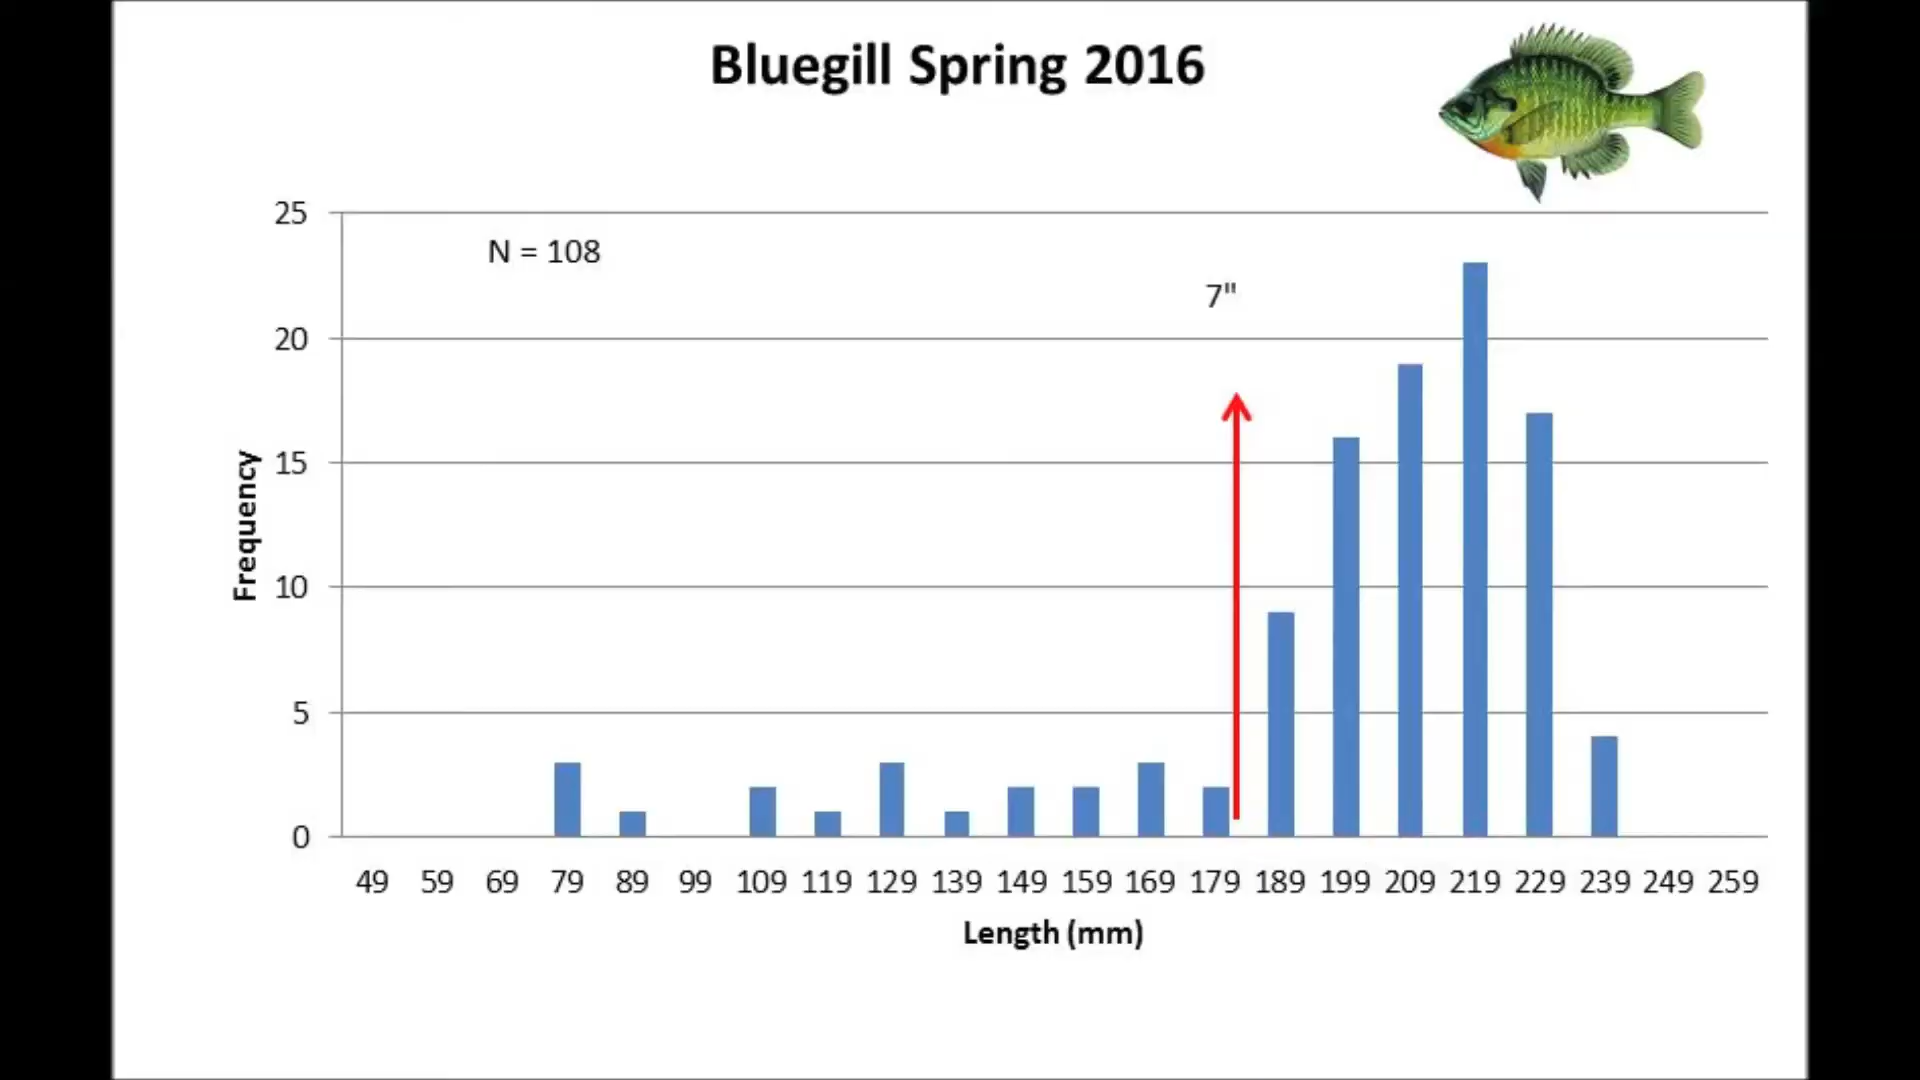 Bluegill Spring 2016
25
N = 108
7"
20
15
10
5
0
Frequency
49 59 69 79 89 99 109 119 129 139 149 159 169 179 189 199 209 219 229 239 249 259
Length (mm)